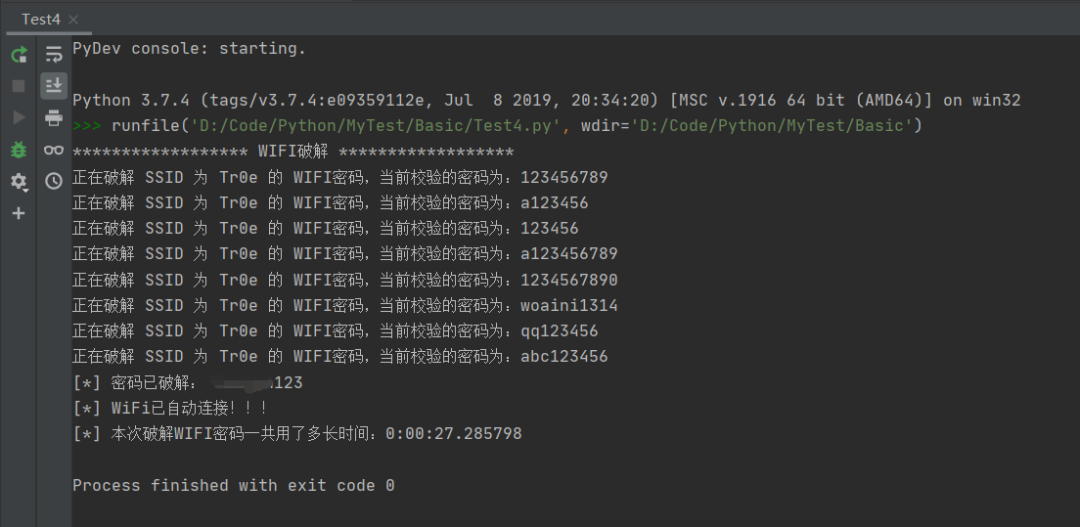 Test4
PyDev console: starting.
Python 3.7.4 (tags/v3.7.4:e09359112e, Jul  8 2019, 20:34:20) [MSC v.1916 64 bit (AMD64)] on win32
>>> runfile('D:/Code/Python/MyTest/Basic/Test4.py', wdir='D:/Code/Python/MyTest/Basic')
****************** WIFI破解 ******************
正在破解 SSID 为 Tr0e 的 WIFI密码，当前校验的密码为：123456789
正在破解 SSID 为 Tr0e 的 WIFI密码，当前校验的密码为：a123456
正在破解 SSID 为 Tr0e 的 WIFI密码，当前校验的密码为：123456
正在破解 SSID 为 Tr0e 的 WIFI密码，当前校验的密码为：a123456789
正在破解 SSID 为 Tr0e 的 WIFI密码，当前校验的密码为：1234567890
正在破解 SSID 为 Tr0e 的 WIFI密码，当前校验的密码为：woaini1314
正在破解 SSID 为 Tr0e 的 WIFI密码，当前校验的密码为：qq123456
正在破解 SSID 为 Tr0e 的 WIFI密码，当前校验的密码为：abc123456
[*] 密码已破解： 123
[*] WiFi已自动连接！！！
[*] 本次破解WIFI密码一共用了多长时间：0:00:27.285798
Process finished with exit code 0